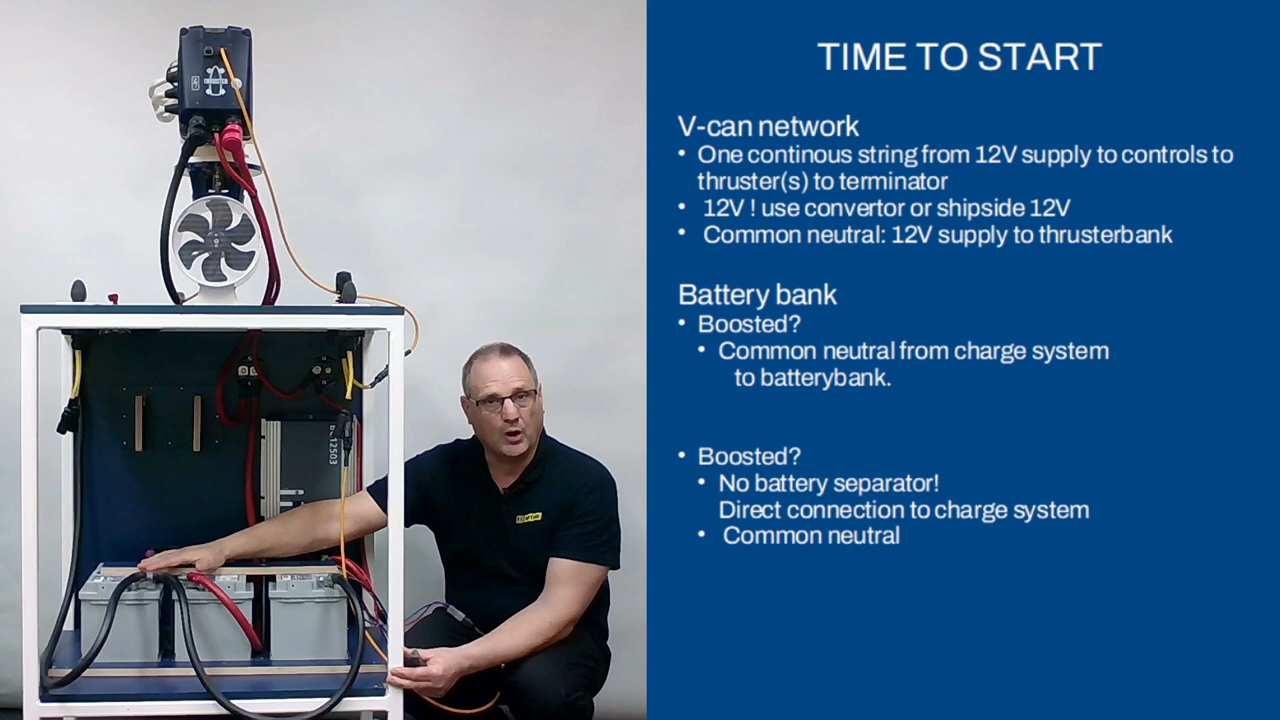 TIME TO START
V-can network
• One continous string from 12V supply to controls to
thruster(s) to terminator
• 12V ! use convertor or shipside 12V
• Common neutral: 12V supply to thrusterbank
Battery bank
• Boosted?
• Common neutral from charge system
to batterybank.
• Boosted?
• No battery separator!
Direct connection to charge system
• Common neutral